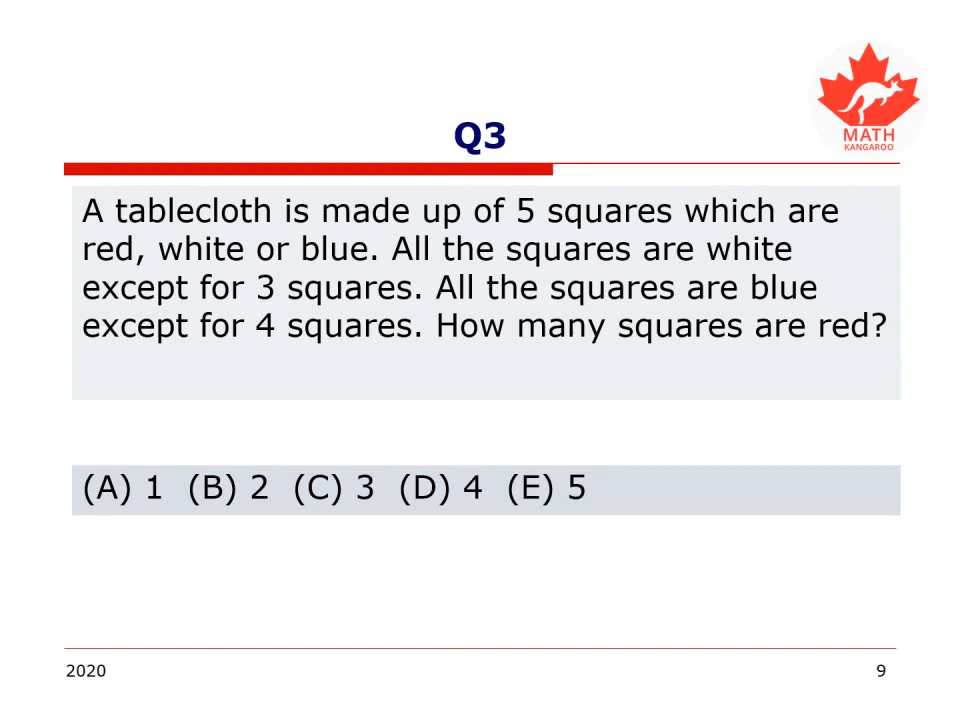 MATH
KANGAROO
Q3
A tablecloth is made up of 5 squares which are
red, white or blue. All the squares are white
except for 3 squares. All the squares are blue
except for 4 squares. How many squares are red?
(A) 1 (B) 2 (C) 3 (D) 4 (E) 5
2020
9